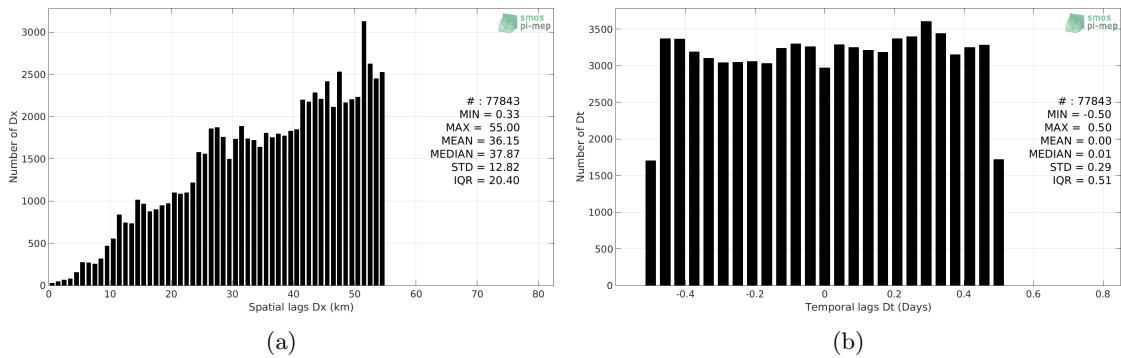 smos
pi-mep
3000
2500
2000
1500
1000
500
0
Number of Dx
# : 77843
MIN = 0.33
MAX = 55.00
MEAN = 36.15
MEDIAN = 37.87
STD = 12.82
IQR = 20.40
0 10 20 30 40 50 60 70 80
Spatial lags Dx (km)
(a)
smos
pi-mep
3500
3000
2500
2000
1500
1000
500
0
Number of Dt
# : 77843
MIN = -0.50
MAX = 0.50
MEAN = 0.00
MEDIAN = 0.01
STD = 0.29
IQR = 0.51
-0.4 -0.2 0 0.2 0.4 0.6 0.8
Temporal lags Dt (Days)
(b)